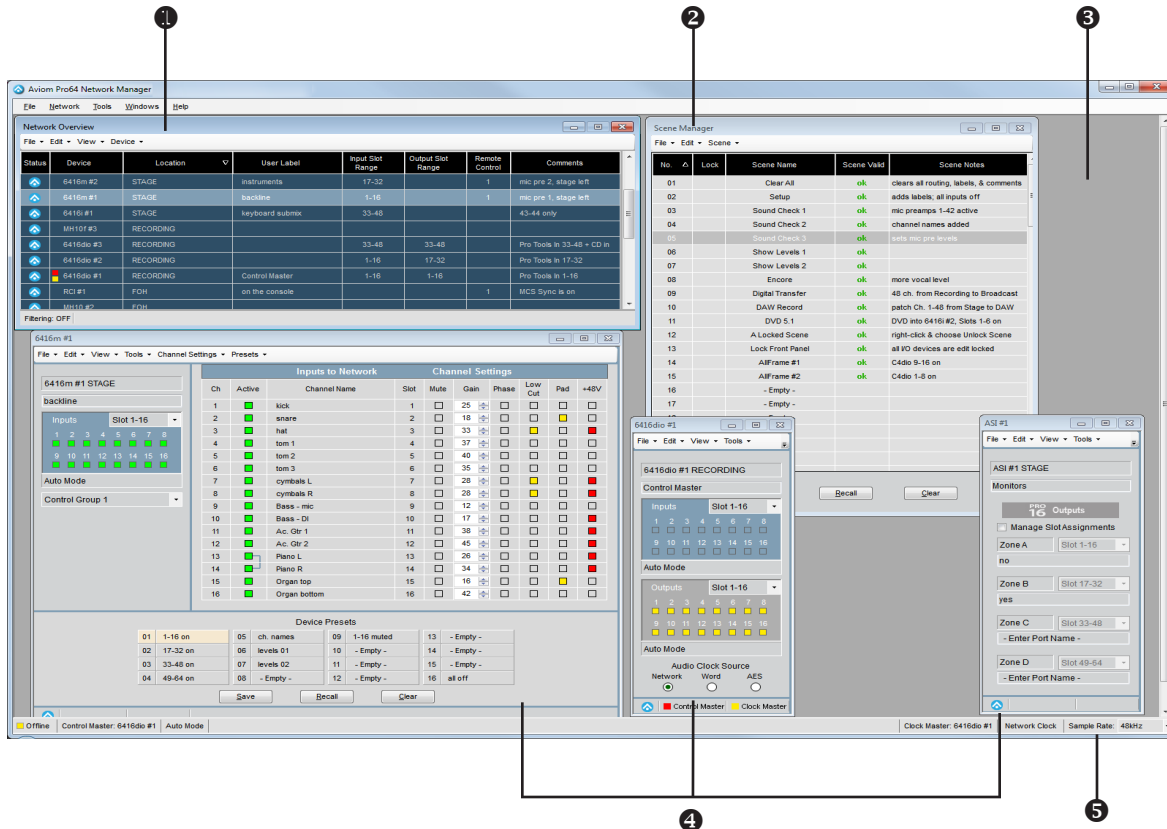 ❶
❷
❸
Aviom Pro64 Network Manager
File Network Tools Windows Help
Network Overview
File Edit View Device
Status Device Location User Label Input Slot Range Output Slot Range Remote Control Comments
6416m #2 STAGE instruments 17-32 1 mic pre 2, stage left
6416m #1 STAGE backline 1-16 1 mic pre 1, stage left
6416i #1 STAGE keyboard submix 33-48 43-44 only
MH10f #3 RECORDING
6416dio #3 RECORDING 33-48 33-48 Pro Tools In 33-48 + CD in
6416dio #2 RECORDING 1-16 17-32 Pro Tools In 17-32
6416dio #1 RECORDING Control Master 1-16 1-16 Pro Tools In 1-16
RCI #1 FOH on the console 1 MCS Sync is on
MH10 #2 FOH
Filtering: OFF
Scene Manager
File Edit Scene
No. Lock Scene Name Scene Valid Scene Notes
01 Clear All ok clears all routing, labels, & comments
02 Setup ok adds labels; all inputs off
03 Sound Check 1 ok mic preamps 1-42 active
04 Sound Check 2 ok channel names added
05 Sound Check 3 ok sets mic pre levels
06 Show Levels 1 ok
07 Show Levels 2 ok
08 Encore ok more vocal level
09 Digital Transfer ok 48 ch. from Recording to Broadcast
10 DAW Record ok patch Ch. 1-48 from Stage to DAW
11 DVD 5.1 ok DVD into 6416i #2, Slots 1-6 on
12 A Locked Scene ok right-click & choose Unlock Scene
13 Lock Front Panel ok all I/O devices are edit locked
14 AllFrame #1 ok C4dio 9-16 on
15 AllFrame #2 ok C4dio 1-8 on
16 - Empty -
17 - Empty -
Recall Clear
6416m #1
File Edit View Tools Channel Settings Presets
6416m #1 STAGE
backline
Inputs Slot 1-16
1 2 3 4 5 6 7 8
9 10 11 12 13 14 15 16
Auto Mode
Control Group 1
Inputs to Network Channel Settings
Ch Active Channel Name Slot Mute Gain Phase Low Cut Pad +48V
1 kick 1 25
2 snare 2 18
3 hat 3 33
4 tom 1 4 37
5 tom 2 5 40
6 tom 3 6 35
7 cymbals L 7 28
8 cymbals R 8 28
9 Bass - mic 9 12
10 Bass - DI 10 17
11 Ac. Gtr 1 11 38
12 Ac. Gtr 2 12 45
13 Piano L 13 26
14 Piano R 14 34
15 Organ top 15 16
16 Organ bottom 16 42
Device Presets
01 1-16 on 05 ch. names 09 1-16 muted 13 - Empty -
02 17-32 on 06 levels 01 10 - Empty - 14 - Empty -
03 33-48 on 07 levels 02 11 - Empty - 15 - Empty -
04 49-64 on 08 - Empty - 12 - Empty - 16 all off
Save Recall Clear
6416dio #1
File Edit View Tools
6416dio #1 RECORDING
Control Master
Inputs Slot 1-16
1 2 3 4 5 6 7 8
9 10 11 12 13 14 15 16
Auto Mode
Outputs Slot 1-16
1 2 3 4 5 6 7 8
9 10 11 12 13 14 15 16
Auto Mode
Audio Clock Source
Network Word AES
Control Master Clock Master
ASI #1
File Edit View Tools
ASI #1 STAGE
Monitors
PRO 16 Outputs
Manage Slot Assignments
Zone A Slot 1-16
no
Zone B Slot 17-32
yes
Zone C Slot 33-48
- Enter Port Name -
Zone D Slot 49-64
- Enter Port Name -
Offline Control Master: 6416dio #1 Auto Mode Clock Master: 6416dio #1 Network Clock Sample Rate: 48kHz
❹
❺